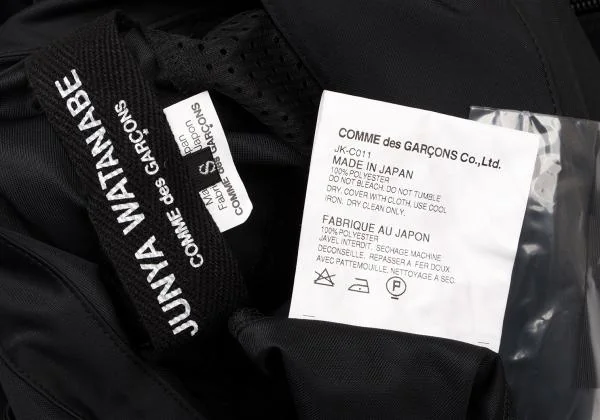 JUNYA WATANABE
COMME des GARÇONS
S
COMME des GARÇONS
COMME des GARÇONS Co.,Ltd.
JK-C011
MADE IN JAPAN
100% POLYESTER
DO NOT BLEACH. DO NOT TUMBLE
DRY. COVER WITH CLOTH, USE COOL
IRON. DRY CLEAN ONLY.
FABRIQUE AU JAPON
100% POLYESTER
JAVEL INTERDIT. SECHAGE MACHINE
DECONSEILLE. REPASSER A. FER DOUX
AVEC PATTEMOUILLE. NETTOYAGE A SEC.
P